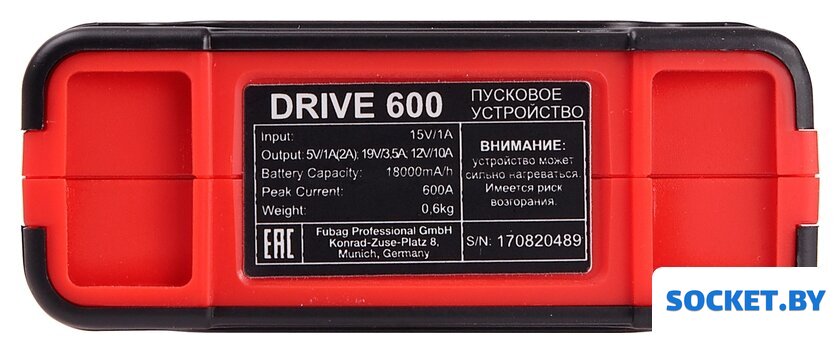 DRIVE 600
ПУСКОВОЕ
УСТРОЙСТВО
Input: 15V/1A
Output: 5V/1A(2A); 19V/3,5A; 12V/10A
Battery Capacity: 18000mA/h
Peak Current: 600A
Weight: 0,6kg
ВНИМАНИЕ:
устройство может
сильно нагреваться.
Имеется риск
возгорания.
EAC
Fubag Professional GmbH
Konrad-Zuse-Platz 8,
Munich, Germany
S/N: 170820489
SOCKET.BY